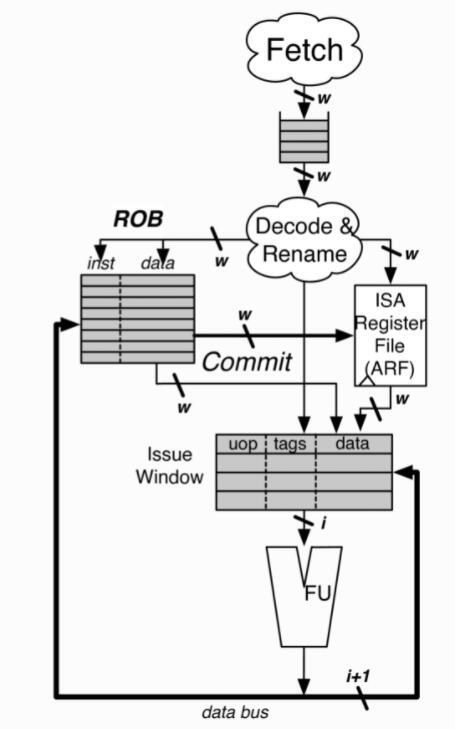 Fetch
w
w
ROB
Decode &
Rename
w
w
inst data
ISA
Register
File
(ARF)
w
Commit
w
w
Issue
Window
uop tags data
i
FU
i+1
data bus